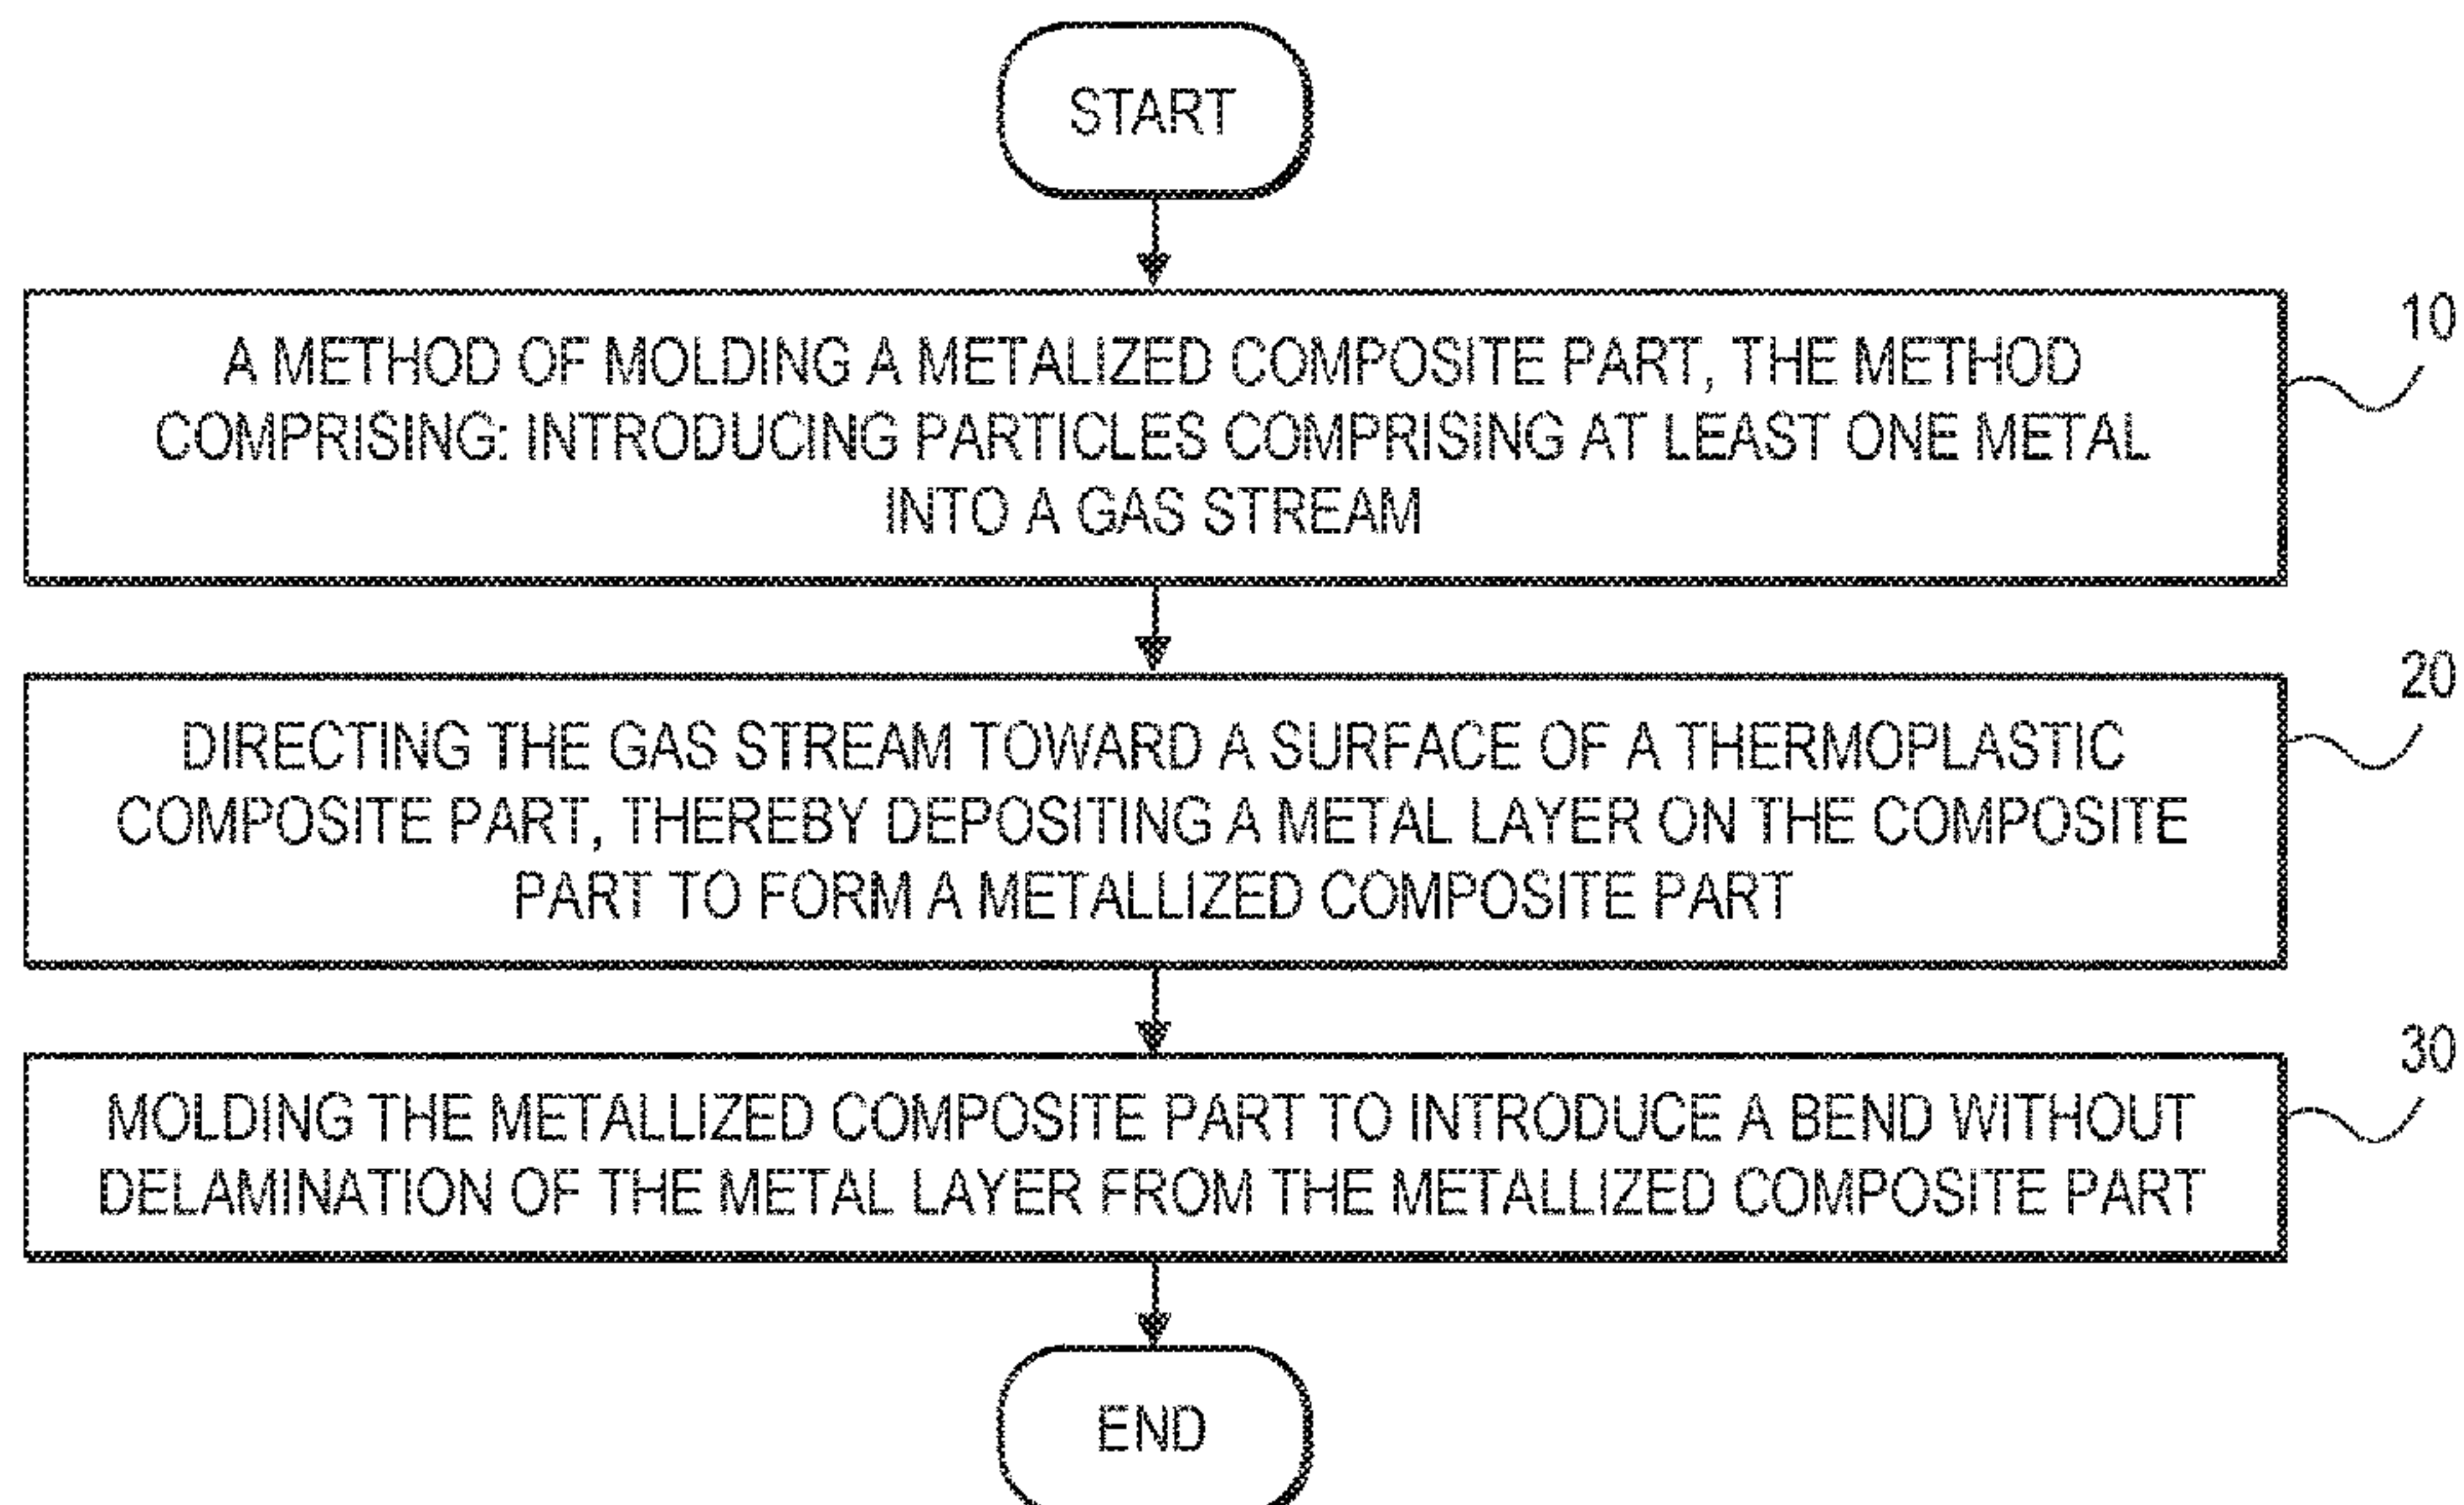 START
A METHOD OF MOLDING A METALIZED COMPOSITE PART, THE METHOD
COMPRISING: INTRODUCING PARTICLES COMPRISING AT LEAST ONE METAL
INTO A GAS STREAM
10
DIRECTING THE GAS STREAM TOWARD A SURFACE OF A THERMOPLASTIC
COMPOSITE PART, THEREBY DEPOSITING A METAL LAYER ON THE COMPOSITE
PART TO FORM A METALLIZED COMPOSITE PART
20
MOLDING THE METALLIZED COMPOSITE PART TO INTRODUCE A BEND WITHOUT
DELAMINATION OF THE METAL LAYER FROM THE METALLIZED COMPOSITE PART
30
END